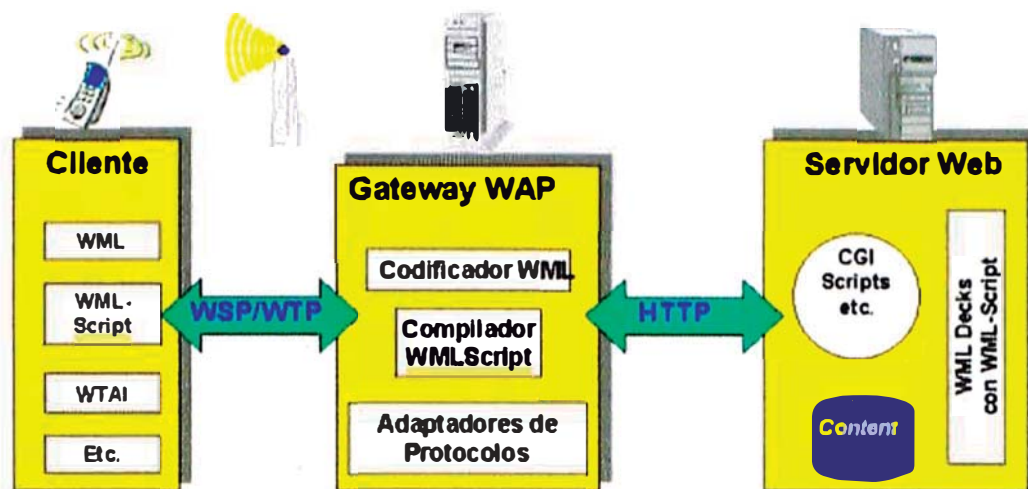 Cliente
WML
WML-
Script
WTAI
Etc.
WSP/WTP
Gateway WAP
Codificador WML
Compilador
WMLScript
Adaptadores de
Protocolos
HTTP
Servidor Web
CGI
Scripts
etc.
Content
WML Decks
con WML-Script